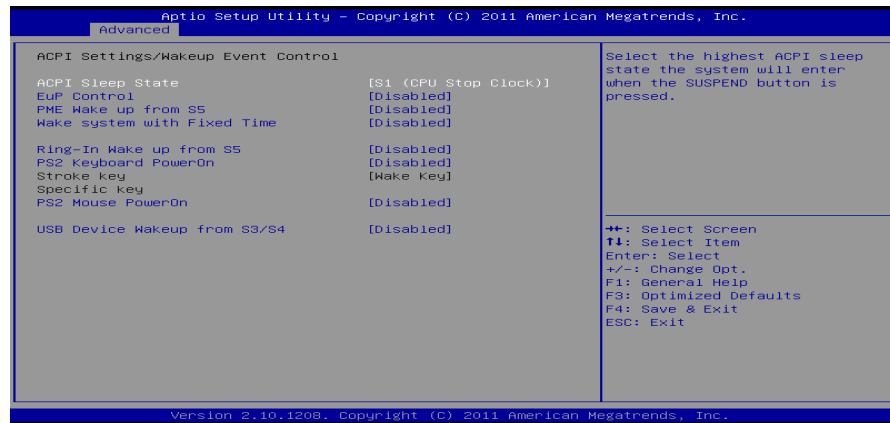 Aptio Setup Utility – Copyright (C) 2011 American Megatrends, Inc.
Advanced
ACPI Settings/Wakeup Event Control
ACPI Sleep State [S1 (CPU Stop Clock)]
EuP Control [Disabled]
PME Wake up from S5 [Disabled]
Wake system with Fixed Time [Disabled]
Ring-In Wake up from S5 [Disabled]
PS2 Keyboard PowerOn [Disabled]
Stroke key [Wake Key]
Specific key
PS2 Mouse PowerOn [Disabled]
USB Device Wakeup from S3/S4 [Disabled]
Select the highest ACPI sleep
state the system will enter
when the SUSPEND button is
pressed.
→←: Select Screen
↑↓: Select Item
Enter: Select
+/-: Change Opt.
F1: General Help
F3: Optimized Defaults
F4: Save & Exit
ESC: Exit
Version 2.10.1208. Copyright (C) 2011 American Megatrends, Inc.